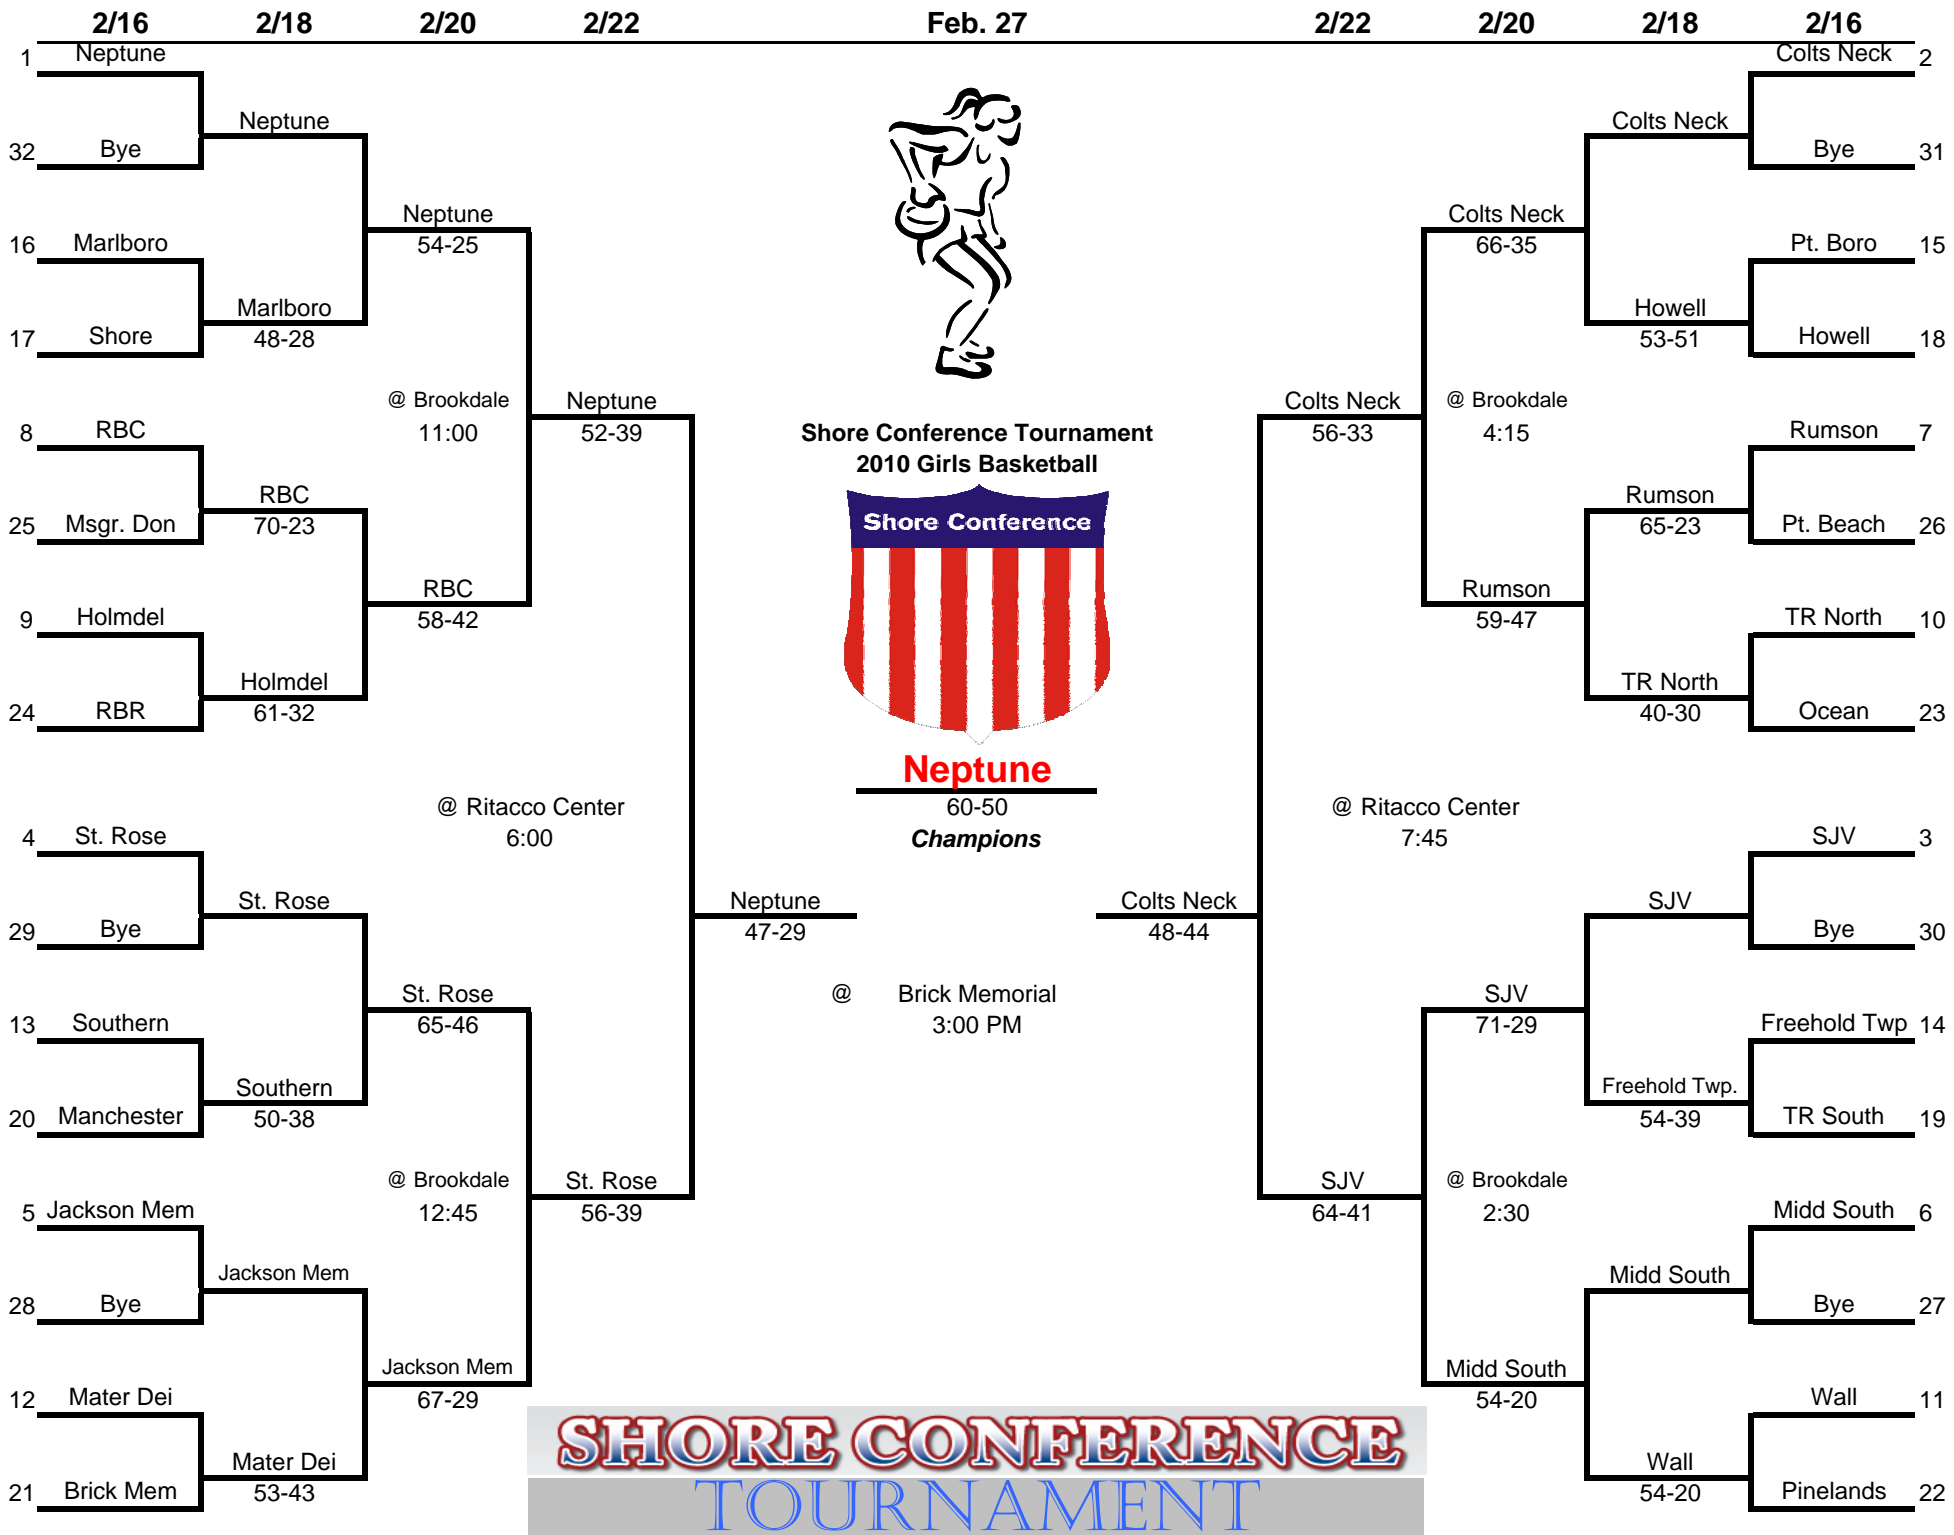 2/16 2/18 2/20 2/22 Feb. 27 2/22 2/20 2/18 2/16
1 Neptune Colts Neck 2
Neptune Colts Neck
32 Bye Bye 31
Neptune Colts Neck
16 Marlboro 54-25 66-35 Pt. Boro 15
Marlboro Howell
17 Shore 48-28 53-51 Howell 18
@ Brookdale Neptune Colts Neck @ Brookdale
8 RBC 11:00 52-39 Shore Conference Tournament 56-33 4:15 Rumson 7
2010 Girls Basketball
RBC Rumson
25 Msgr. Don 70-23 Shore Conference 65-23 Pt. Beach 26
RBC Rumson
9 Holmdel 58-42 59-47 TR North 10
Holmdel TR North
24 RBR 61-32 40-30 Ocean 23
Neptune
@ Ritacco Center 60-50 @ Ritacco Center
4 St. Rose 6:00 Champions 7:45 SJV 3
St. Rose Neptune Colts Neck SJV
29 Bye 47-29 48-44 Bye 30
St. Rose @ Brick Memorial SJV
13 Southern 65-46 3:00 PM 71-29 Freehold Twp 14
Southern Freehold Twp.
20 Manchester 50-38 54-39 TR South 19
@ Brookdale St. Rose SJV @ Brookdale
5 Jackson Mem 12:45 56-39 64-41 2:30 Midd South 6
Jackson Mem Midd South
28 Bye Bye 27
Jackson Mem Midd South
12 Mater Dei 67-29 54-20 Wall 11
SHORE CONFERENCE
Mater Dei Wall
21 Brick Mem 53-43 TOURNAMENT 54-20 Pinelands 22